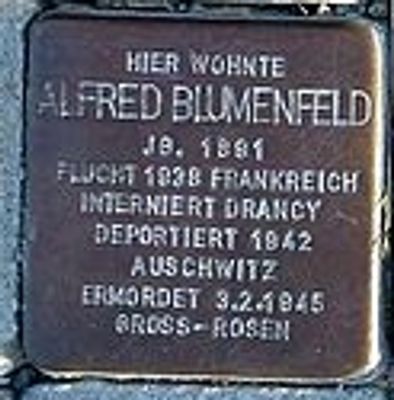 HIER WOHNTE
ALFRED BLUMENFELD
JG. 1891
FLUCHT 1938 FRANKREICH
INTERNIERT DRANCY
DEPORTIERT 1942
AUSCHWITZ
ERMORDET 3.2.1945
GROSS-ROSEN